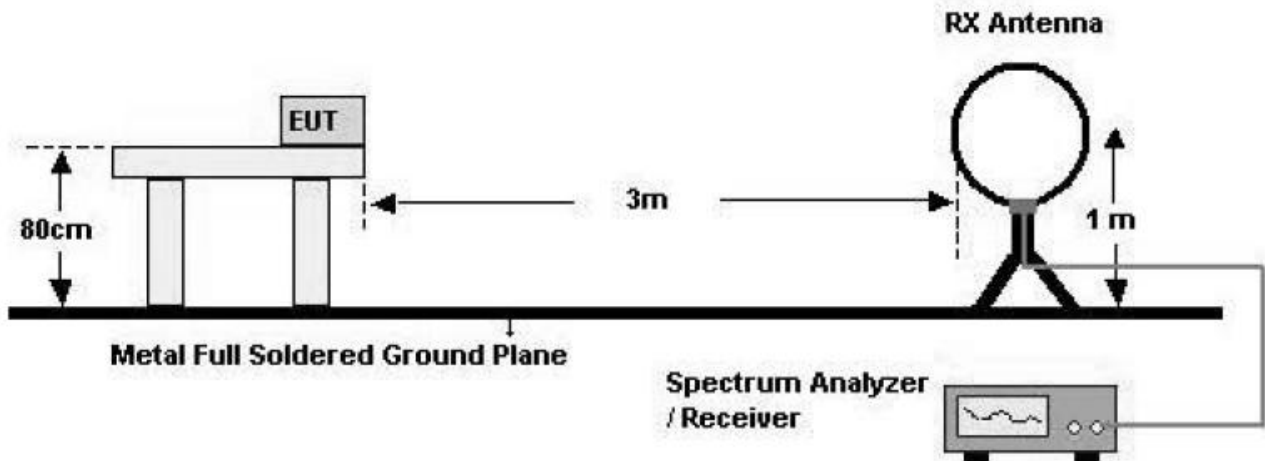 RX Antenna
EUT
3m
80cm
1 m
Metal Full Soldered Ground Plane
Spectrum Analyzer
/ Receiver